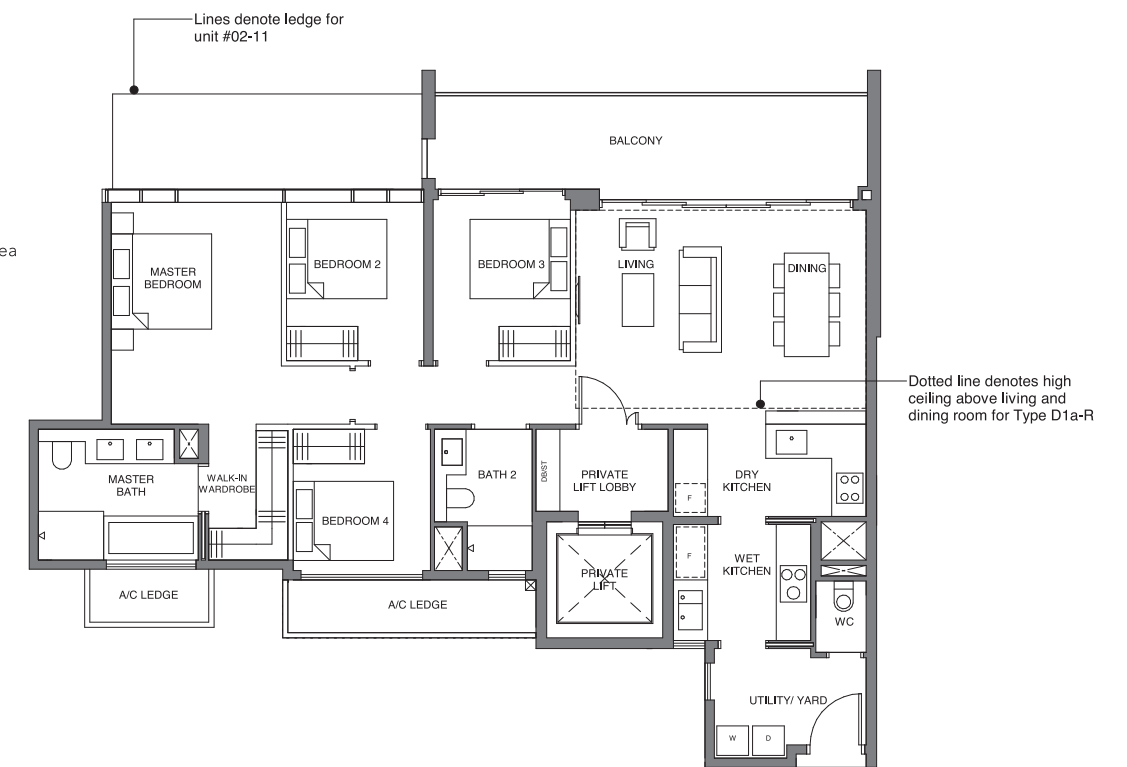 Lines denote ledge for
unit #02-11
BALCONY
ea
MASTER
BEDROOM
BEDROOM 2
BEDROOM 3
LIVING
DINING
Dotted line denotes high
ceiling above living and
dining room for Type D1a-R
MASTER
BATH
WALK-IN
WARDROBE
BEDROOM 4
BATH 2
DB/ST
PRIVATE
LIFT LOBBY
F
DRY
KITCHEN
PRIVATE
LIFT
F
WET
KITCHEN
A/C LEDGE
A/C LEDGE
WC
UTILITY/ YARD
W
D